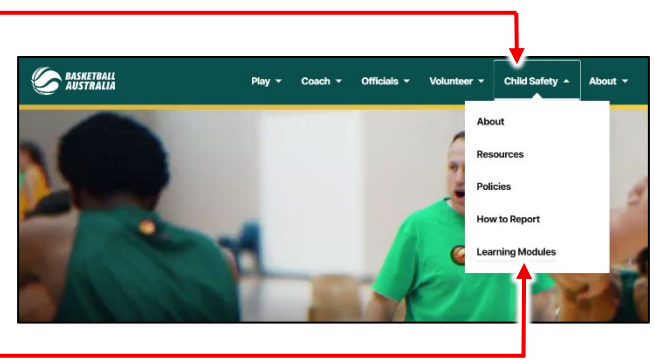 BASKETBALL
AUSTRALIA
Play Coach Officials Volunteer Child Safety About
About
Resources
Policies
How to Report
Learning Modules